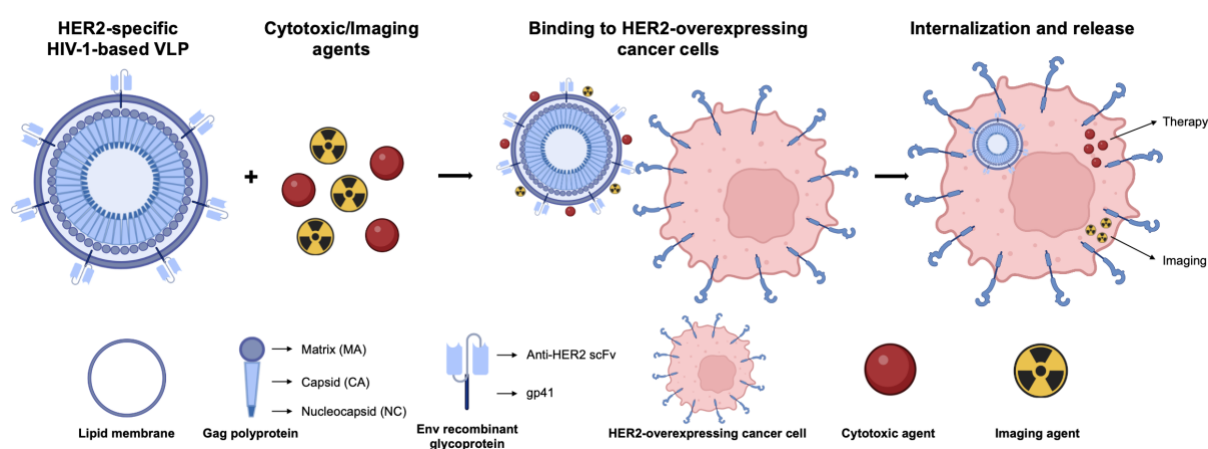 HER2-specific
HIV-1-based VLP
Cytotoxic/Imaging
agents
Binding to HER2-overexpressing
cancer cells
Internalization and release
+
Therapy
Imaging
Matrix (MA)
Capsid (CA)
Nucleocapsid (NC)
Anti-HER2 scFv
gp41
Lipid membrane
Gag polyprotein
Env recombinant
glycoprotein
HER2-overexpressing cancer cell
Cytotoxic agent
Imaging agent